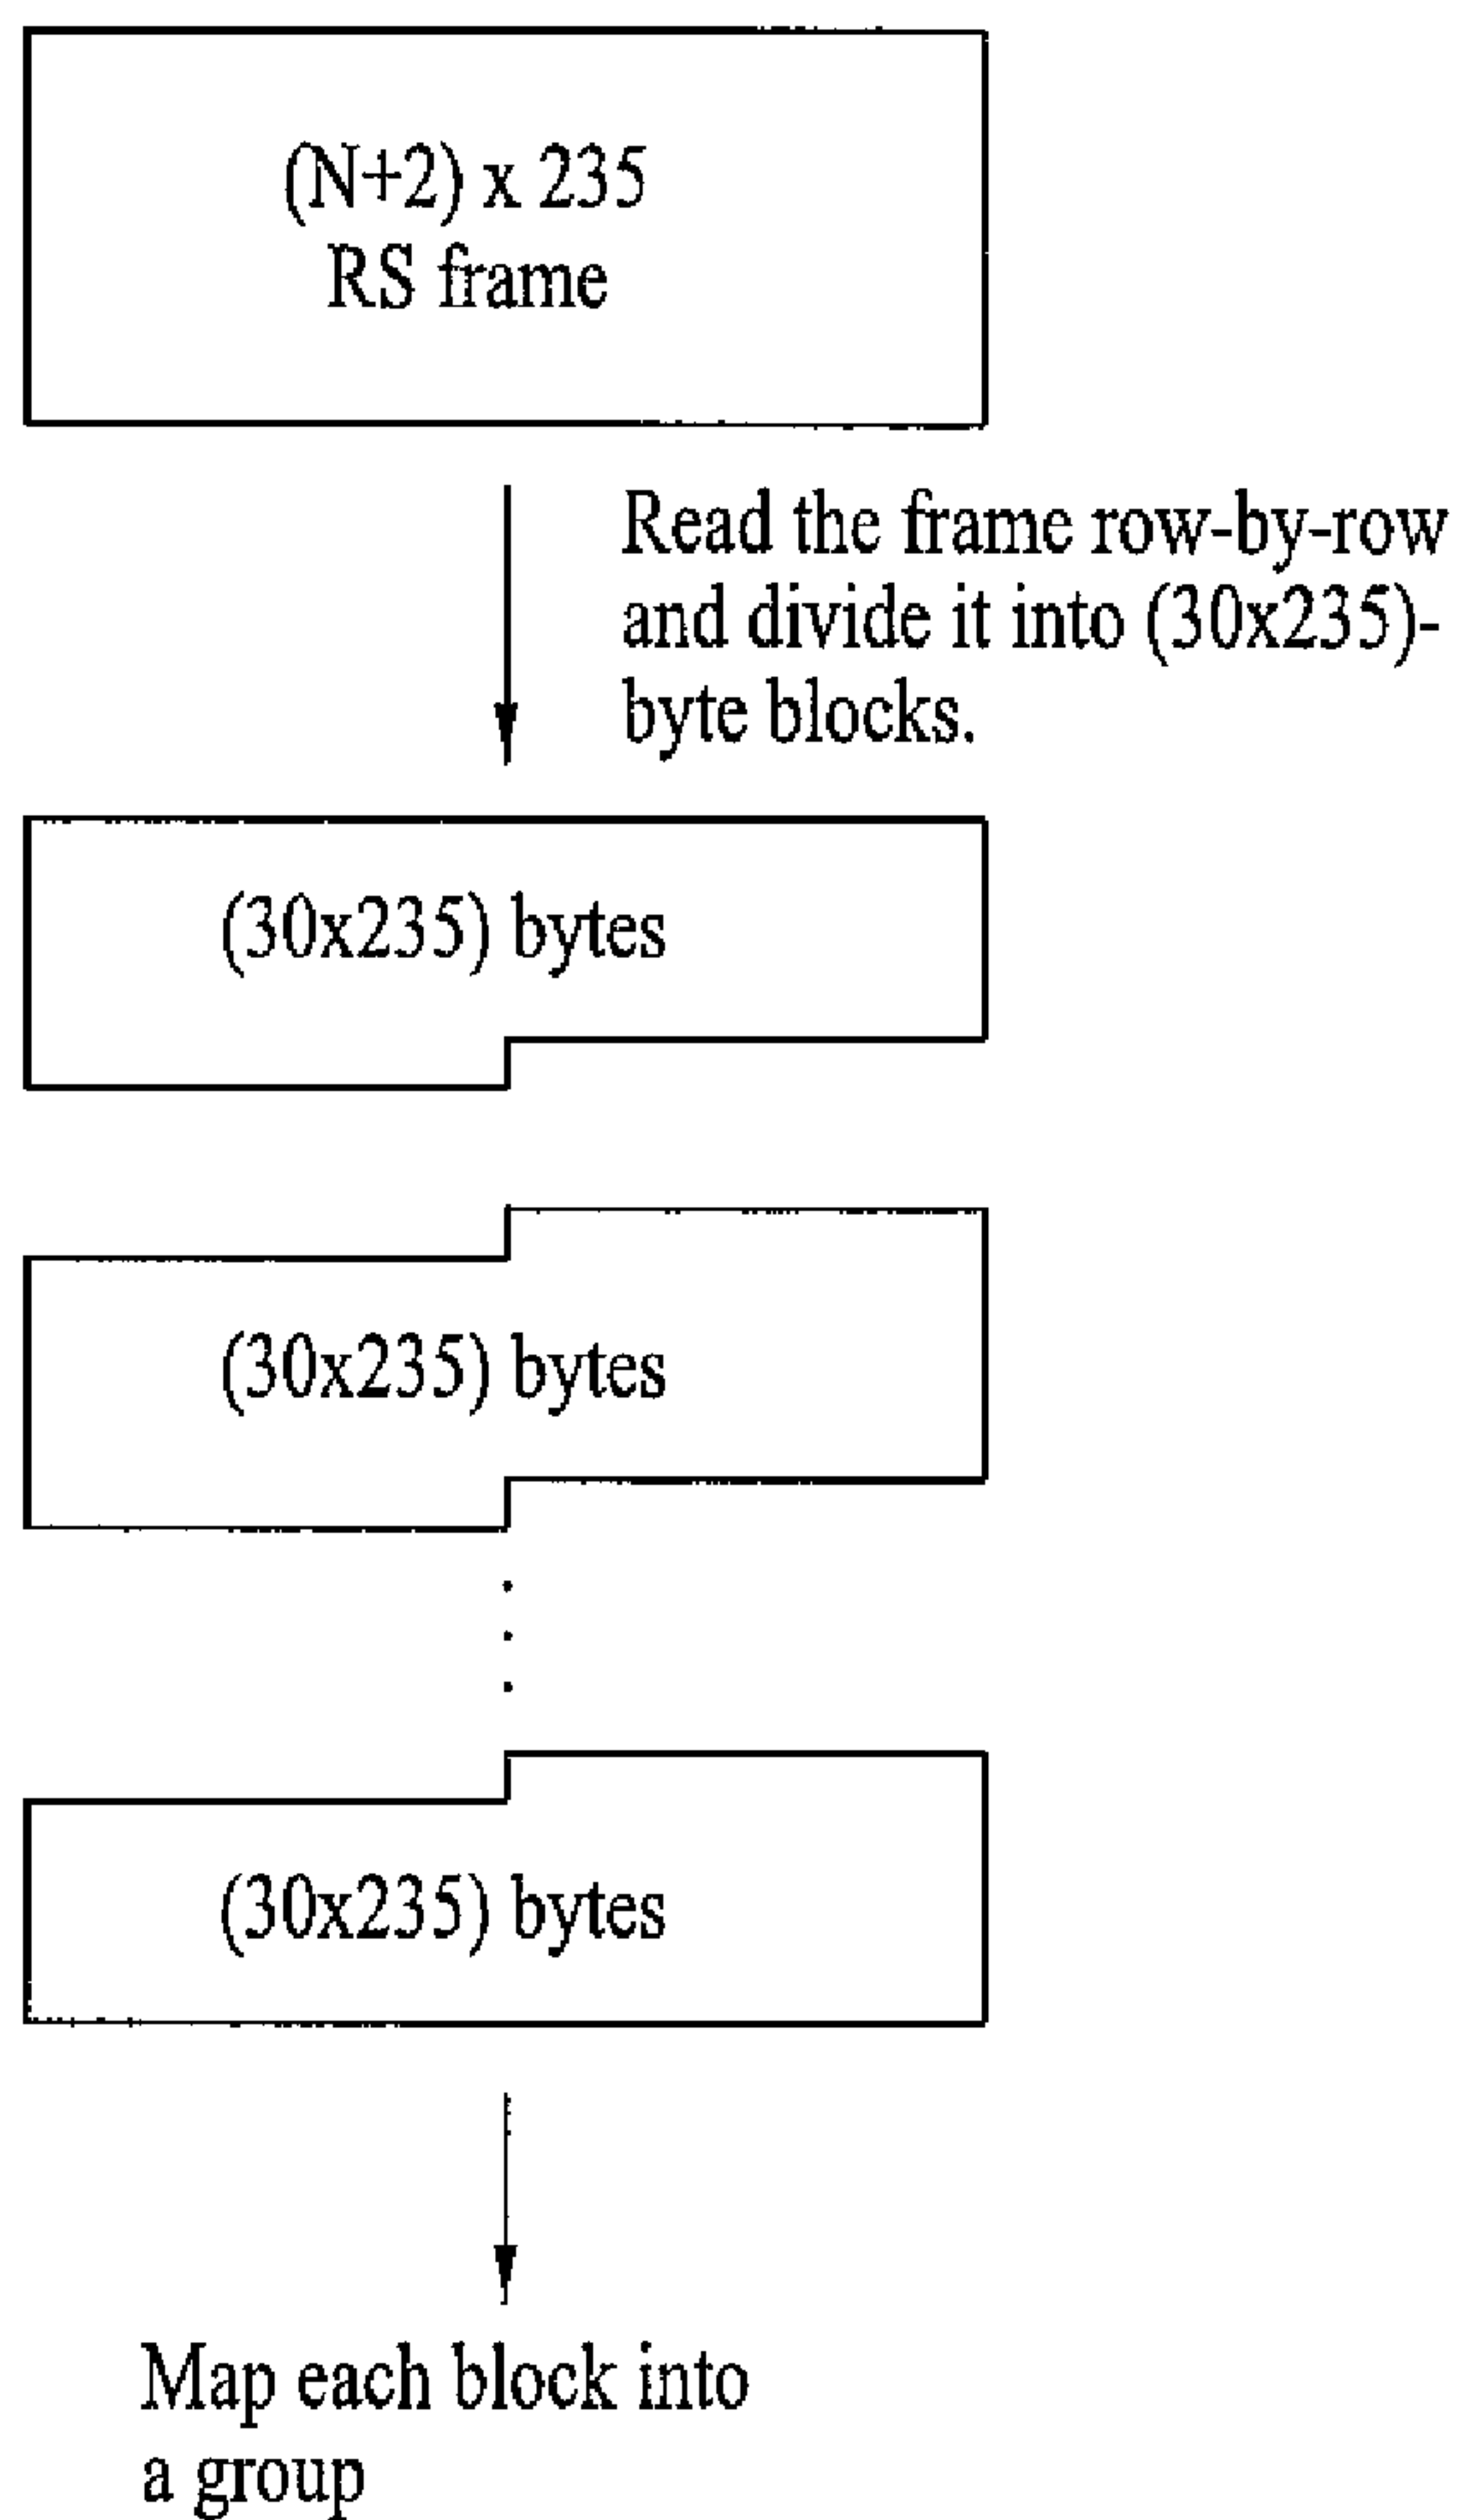 (N+2) x 235
RS frame
Read the frame row-by-row
and divide it into (30x235)-
byte blocks.
(30x235) bytes
(30x235) bytes
(30x235) bytes
Map each block into
a group